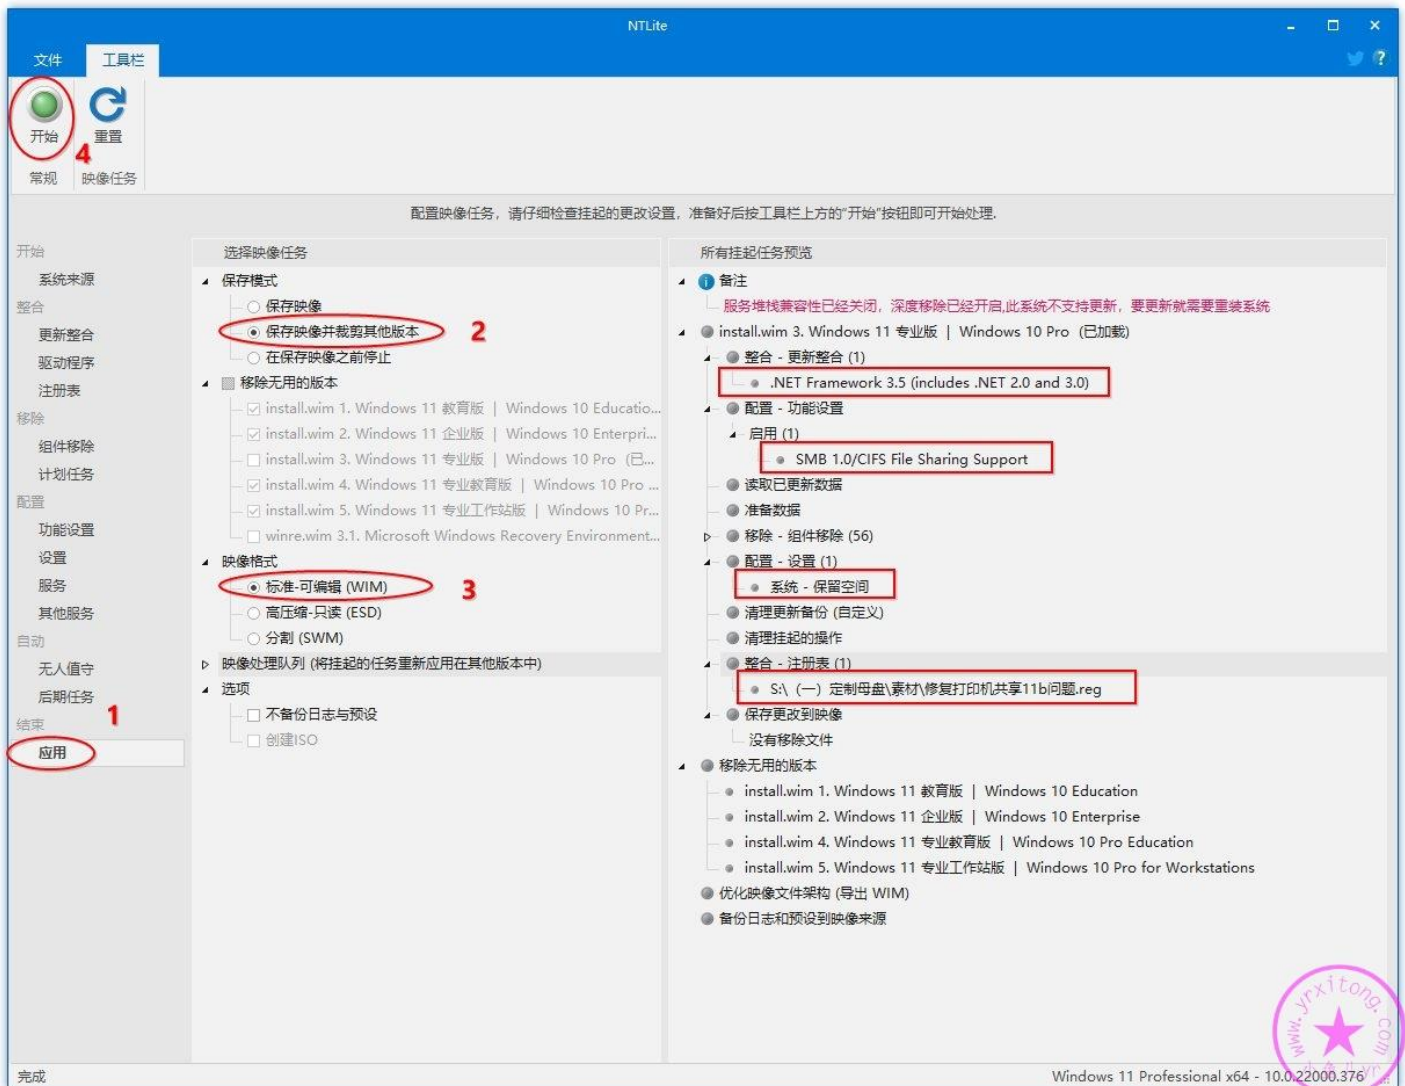 NTLite
文件
工具栏
开始
重置
4
常规
映像任务
配置映像任务，请仔细检查挂起的更改设置，准备好后按工具栏上方的"开始"按钮即可开始处理.
开始
系统来源
整合
更新整合
驱动程序
注册表
移除
组件移除
计划任务
配置
功能设置
设置
服务
其他服务
自动
无人值守
后期任务
1
结束
应用
选择映像任务
保存模式
保存映像
保存映像并裁剪其他版本
2
在保存映像之前停止
移除无用的版本
install.wim 1. Windows 11 教育版 | Windows 10 Educatio...
install.wim 2. Windows 11 企业版 | Windows 10 Enterpri...
install.wim 3. Windows 11 专业版 | Windows 10 Pro (已...
install.wim 4. Windows 11 专业教育版 | Windows 10 Pro ...
install.wim 5. Windows 11 专业工作站版 | Windows 10 Pr...
winre.wim 3.1. Microsoft Windows Recovery Environment...
映像格式
标准-可编辑 (WIM)
3
高压缩-只读 (ESD)
分割 (SWM)
映像处理队列 (将挂起的任务重新应用在其他版本中)
选项
不备份日志与预设
创建ISO
所有挂起任务预览
备注
服务堆栈兼容性已经关闭，深度移除已经开启,此系统不支持更新，要更新就需要重装系统
install.wim 3. Windows 11 专业版 | Windows 10 Pro (已加载)
整合 - 更新整合 (1)
.NET Framework 3.5 (includes .NET 2.0 and 3.0)
配置 - 功能设置
启用 (1)
SMB 1.0/CIFS File Sharing Support
读取已更新数据
准备数据
移除 - 组件移除 (56)
配置 - 设置 (1)
系统 - 保留空间
清理更新备份 (自定义)
清理挂起的操作
整合 - 注册表 (1)
S:\（一）定制母盘\素材\修复打印机共享11b问题.reg
保存更改到映像
没有移除文件
移除无用的版本
install.wim 1. Windows 11 教育版 | Windows 10 Education
install.wim 2. Windows 11 企业版 | Windows 10 Enterprise
install.wim 4. Windows 11 专业教育版 | Windows 10 Pro Education
install.wim 5. Windows 11 专业工作站版 | Windows 10 Pro for Workstations
优化映像文件架构 (导出 WIM)
备份日志和预设到映像来源
www.yrxitong.com
完成
Windows 11 Professional x64 - 10.0.22000.376